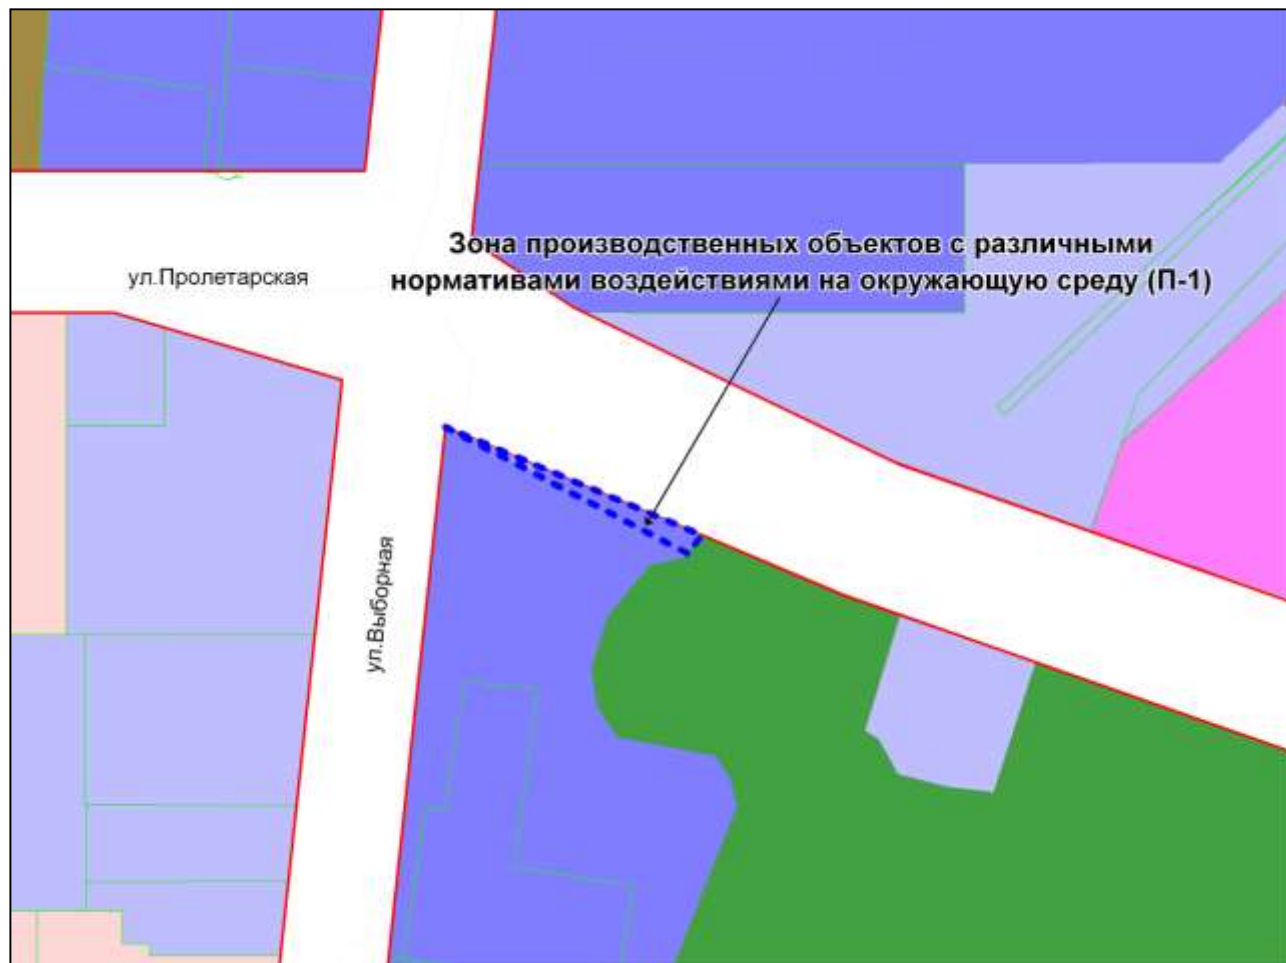 Зона производственных объектов с различными
нормативами воздействиями на окружающую среду (П-1)
ул.Пролетарская
ул.Выборная